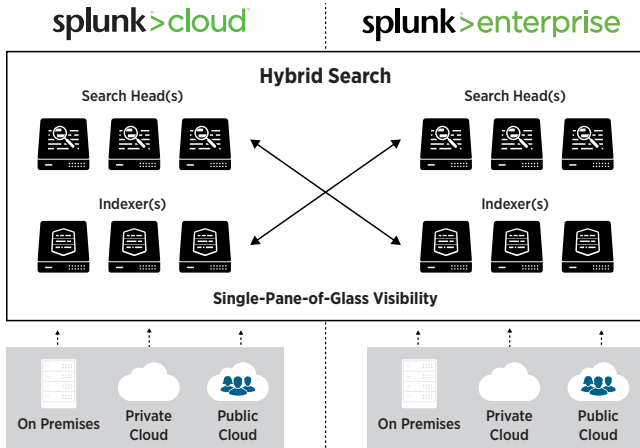 splunk>cloud
splunk>enterprise
Hybrid Search
Search Head(s)
Search Head(s)
Indexer(s)
Indexer(s)
Single-Pane-of-Glass Visibility
On Premises
Private
Cloud
Public
Cloud
On Premises
Private
Cloud
Public
Cloud